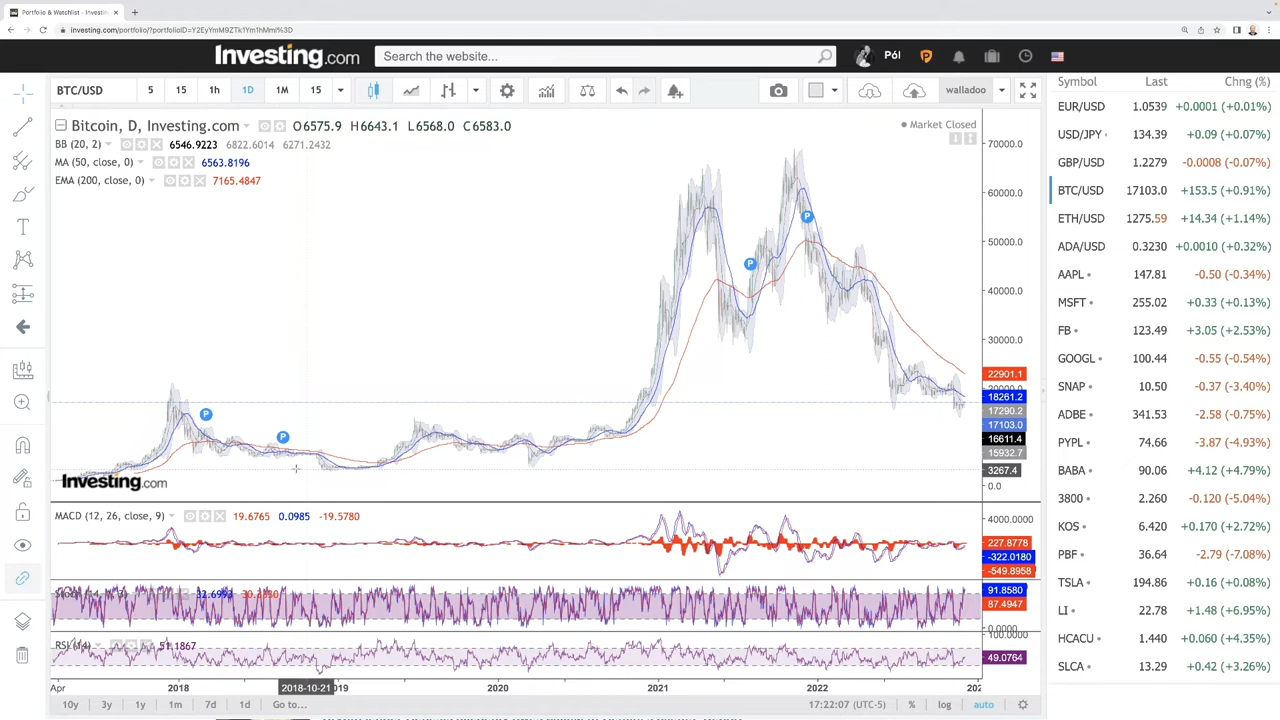 Portfolio & Watchlist - Investin
investing.com/portfolio/?portfolioID=Y2EyYmM9ZTk1Ym1hMml%3D
Investing.com Search the website... Pól
BTC/USD 5 15 1h 1D 1M 15 walladoo
Symbol Last Chng (%)
Bitcoin, D, Investing.com O6575.9 H6643.1 L6568.0 C6583.0
Market Closed
BB (20, 2) 6546.9223 6822.6014 6271.2432
MA (50, close, 0) 6563.8196
EMA (200, close, 0) 7165.4847
EUR/USD 1.0539 +0.0001 (+0.01%)
USD/JPY 134.39 +0.09 (+0.07%)
GBP/USD 1.2279 -0.0008 (-0.07%)
BTC/USD 17103.0 +153.5 (+0.91%)
ETH/USD 1275.59 +14.34 (+1.14%)
ADA/USD 0.3230 +0.0010 (+0.32%)
AAPL 147.81 -0.50 (-0.34%)
MSFT 255.02 +0.33 (+0.13%)
FB 123.49 +3.05 (+2.53%)
GOOGL 100.44 -0.55 (-0.54%)
SNAP 10.50 -0.37 (-3.40%)
ADBE 341.53 -2.58 (-0.75%)
PYPL 74.66 -3.87 (-4.93%)
BABA 90.06 +4.12 (+4.79%)
3800 2.260 -0.120 (-5.04%)
KOS 6.420 +0.170 (+2.72%)
PBF 36.64 -2.79 (-7.08%)
TSLA 194.86 +0.16 (+0.08%)
LI 22.78 +1.48 (+6.95%)
HCACU 1.440 +0.060 (+4.35%)
SLCA 13.29 +0.42 (+3.26%)
70000.0
60000.0
50000.0
40000.0
30000.0
22901.1
20000.0
18261.2
17290.2
17103.0
16611.4
15932.7
3267.4
0.0
P
P
P
P
Investing.com
MACD (12, 26, close, 9) 19.6765 0.0985 -19.5780
4000.0000
227.8778
-322.0180
-549.8958
91.8580
87.4947
0.0000
100.0000
RSI (14) 51.1867
49.0764
Apr 2018 2018-10-21 019 2020 2021 2022 202
10y 3y 1y 1m 7d 1d Go to... 17:22:07 (UTC-5) % log auto